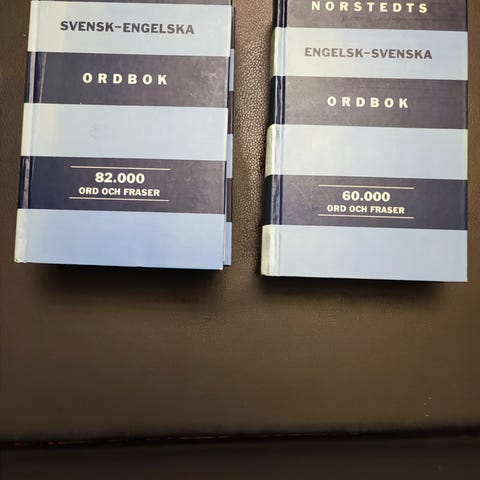 SVENSK–ENGELSKA
ORDBOK
82.000
ORD OCH FRASER
NORSTEDTS
ENGELSK–SVENSKA
ORDBOK
60.000
ORD OCH FRASER